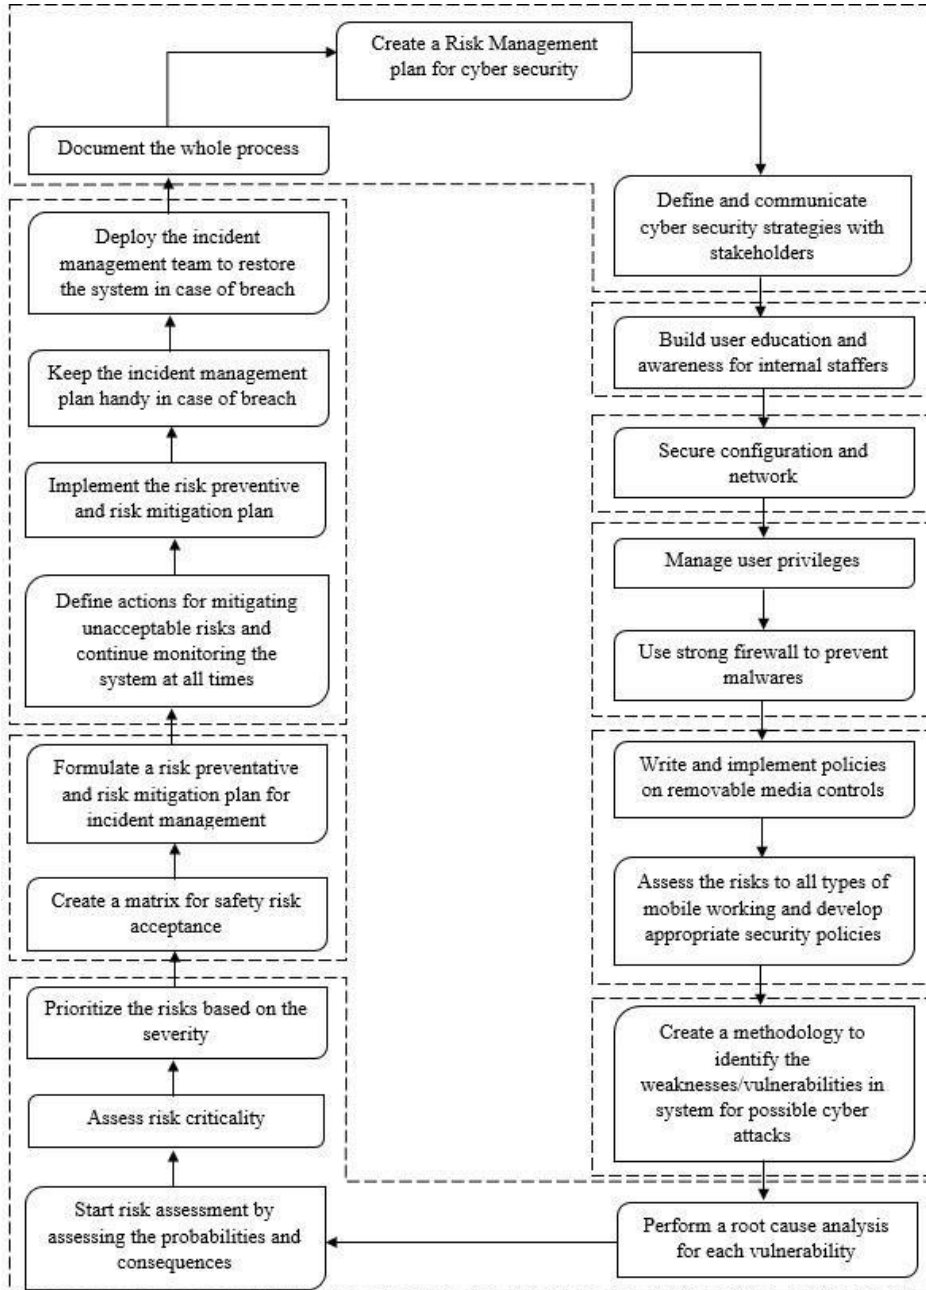 Create a Risk Management
plan for cyber security
Document the whole process
Define and communicate
cyber security strategies with
stakeholders
Deploy the incident
management team to restore
the system in case of breach
Build user education and
awareness for internal staffers
Keep the incident management
plan handy in case of breach
Secure configuration and
network
Implement the risk preventive
and risk mitigation plan
Manage user privileges
Define actions for mitigating
unacceptable risks and
continue monitoring the
system at all times
Use strong firewall to prevent
malwares
Formulate a risk preventative
and risk mitigation plan for
incident management
Write and implement policies
on removable media controls
Create a matrix for safety risk
acceptance
Assess the risks to all types of
mobile working and develop
appropriate security policies
Prioritize the risks based on the
severity
Create a methodology to
identify the
weaknesses/vulnerabilities in
system for possible cyber
attacks
Assess risk criticality
Start risk assessment by
assessing the probabilities and
consequences
Perform a root cause analysis
for each vulnerability